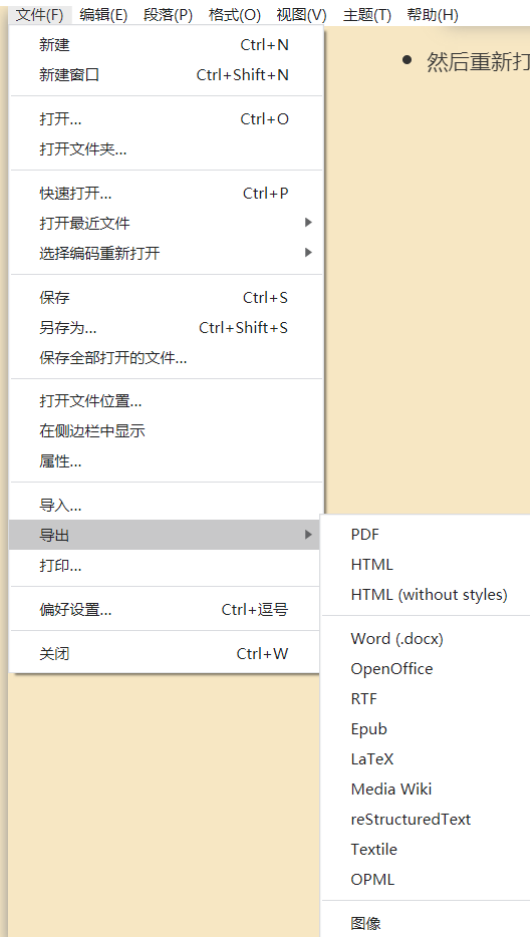 文件(F) 编辑(E) 段落(P) 格式(O) 视图(V) 主题(T) 帮助(H)
新建 Ctrl+N
新建窗口 Ctrl+Shift+N
打开... Ctrl+O
打开文件夹...
快速打开... Ctrl+P
打开最近文件
选择编码重新打开
保存 Ctrl+S
另存为... Ctrl+Shift+S
保存全部打开的文件...
打开文件位置...
在侧边栏中显示
属性...
导入...
导出
打印...
偏好设置... Ctrl+逗号
关闭 Ctrl+W
• 然后重新打
PDF
HTML
HTML (without styles)
Word (.docx)
OpenOffice
RTF
Epub
LaTeX
Media Wiki
reStructuredText
Textile
OPML
图像